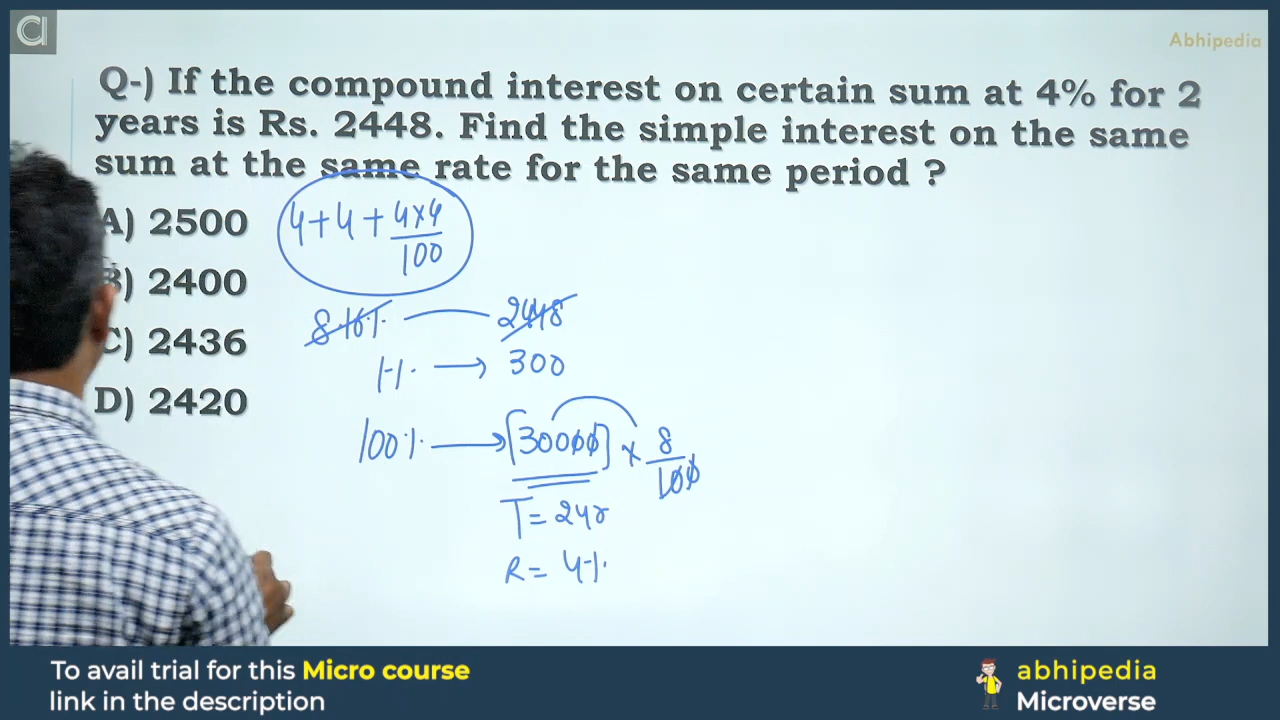 Abhipedia
Q-) If the compound interest on certain sum at 4% for 2
years is Rs. 2448. Find the simple interest on the same
sum at the same rate for the same period ?
A) 2500
B) 2400
C) 2436
D) 2420
4+4+ 4×4/100
8.16% — 2448
1% → 300
100% → [30000] × 8/100
T = 2yr
R = 4%
To avail trial for this Micro course
link in the description
abhipedia
Microverse